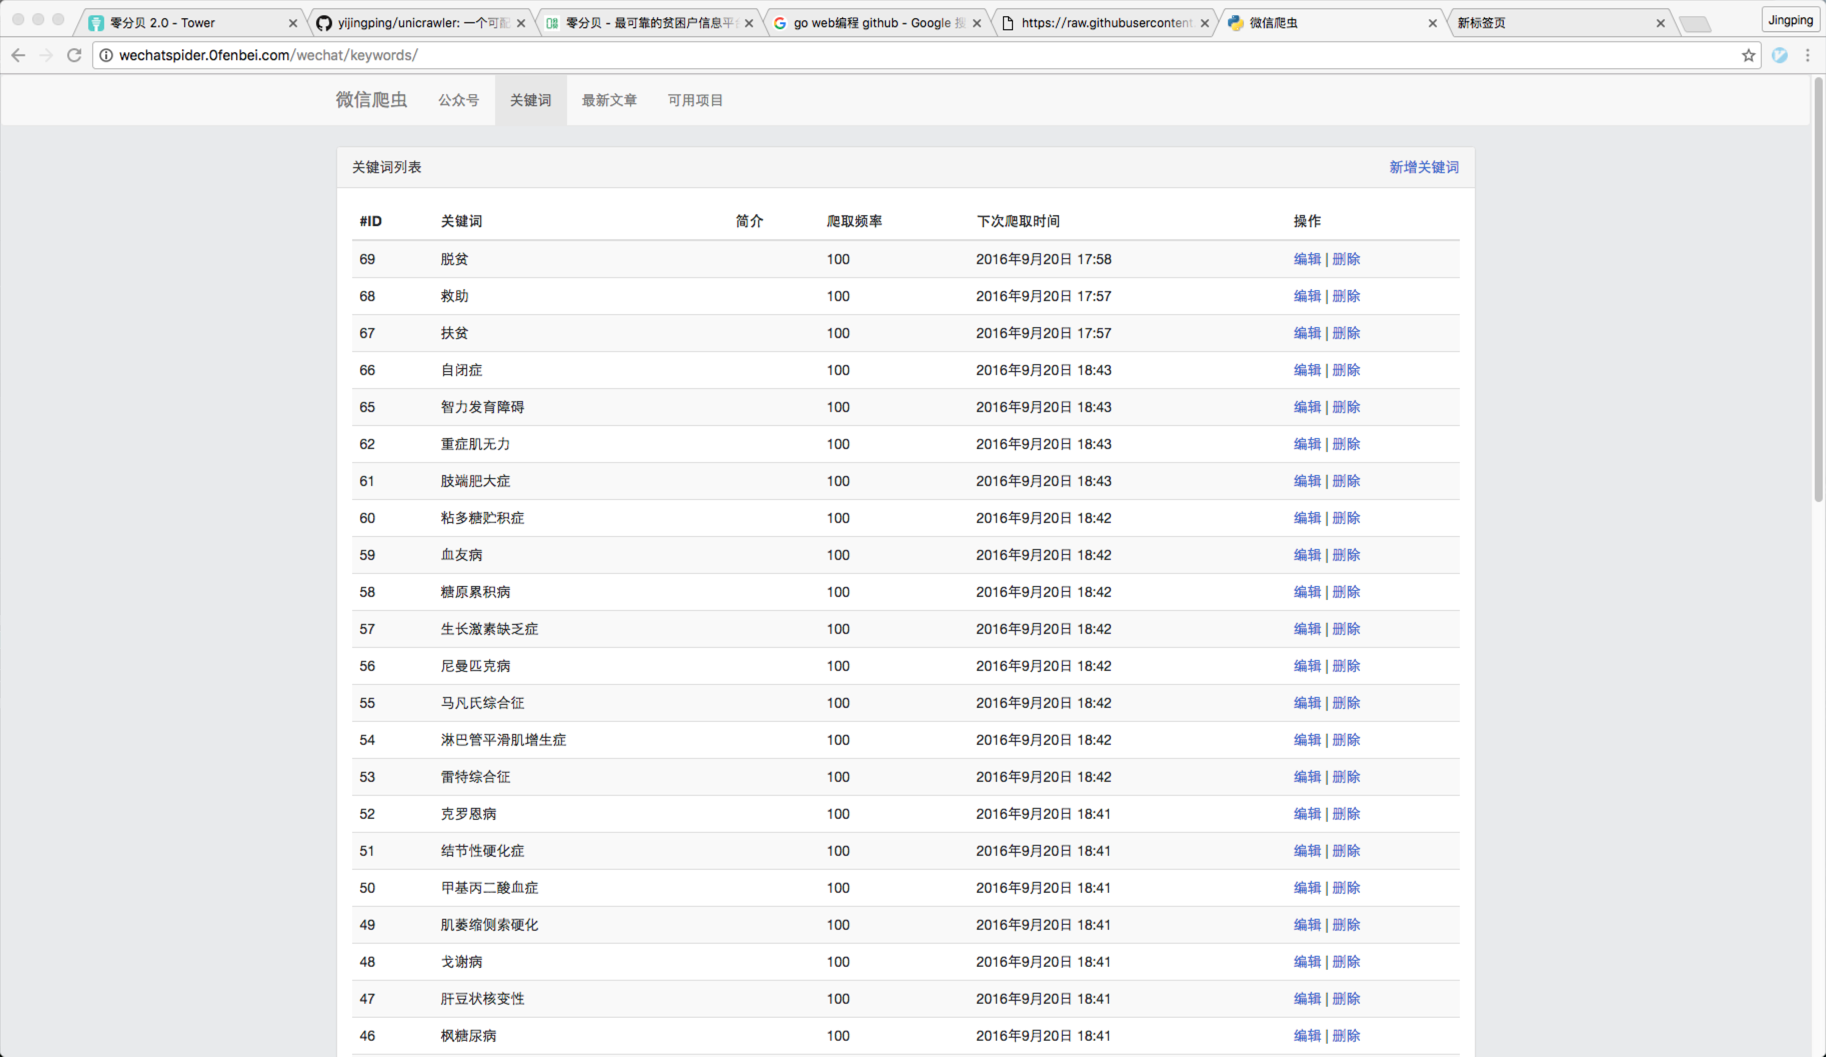 零分贝 2.0 - Tower
yijingping/unicrawler: 一个可配
零分贝 - 最可靠的贫困户信息平台
go web编程 github - Google 搜
https://raw.githubusercontent.
微信爬虫
新标签页
Jingping
wechatspider.0fenbei.com/wechat/keywords/
微信爬虫 公众号 关键词 最新文章 可用项目
关键词列表 新增关键词
#ID 关键词 简介 爬取频率 下次爬取时间 操作
69 脱贫 100 2016年9月20日 17:58 编辑 | 删除
68 救助 100 2016年9月20日 17:57 编辑 | 删除
67 扶贫 100 2016年9月20日 17:57 编辑 | 删除
66 自闭症 100 2016年9月20日 18:43 编辑 | 删除
65 智力发育障碍 100 2016年9月20日 18:43 编辑 | 删除
62 重症肌无力 100 2016年9月20日 18:43 编辑 | 删除
61 肢端肥大症 100 2016年9月20日 18:43 编辑 | 删除
60 粘多糖贮积症 100 2016年9月20日 18:42 编辑 | 删除
59 血友病 100 2016年9月20日 18:42 编辑 | 删除
58 糖原累积病 100 2016年9月20日 18:42 编辑 | 删除
57 生长激素缺乏症 100 2016年9月20日 18:42 编辑 | 删除
56 尼曼匹克病 100 2016年9月20日 18:42 编辑 | 删除
55 马凡氏综合征 100 2016年9月20日 18:42 编辑 | 删除
54 淋巴管平滑肌增生症 100 2016年9月20日 18:42 编辑 | 删除
53 雷特综合征 100 2016年9月20日 18:42 编辑 | 删除
52 克罗恩病 100 2016年9月20日 18:41 编辑 | 删除
51 结节性硬化症 100 2016年9月20日 18:41 编辑 | 删除
50 甲基丙二酸血症 100 2016年9月20日 18:41 编辑 | 删除
49 肌萎缩侧索硬化 100 2016年9月20日 18:41 编辑 | 删除
48 戈谢病 100 2016年9月20日 18:41 编辑 | 删除
47 肝豆状核变性 100 2016年9月20日 18:41 编辑 | 删除
46 枫糖尿病 100 2016年9月20日 18:41 编辑 | 删除